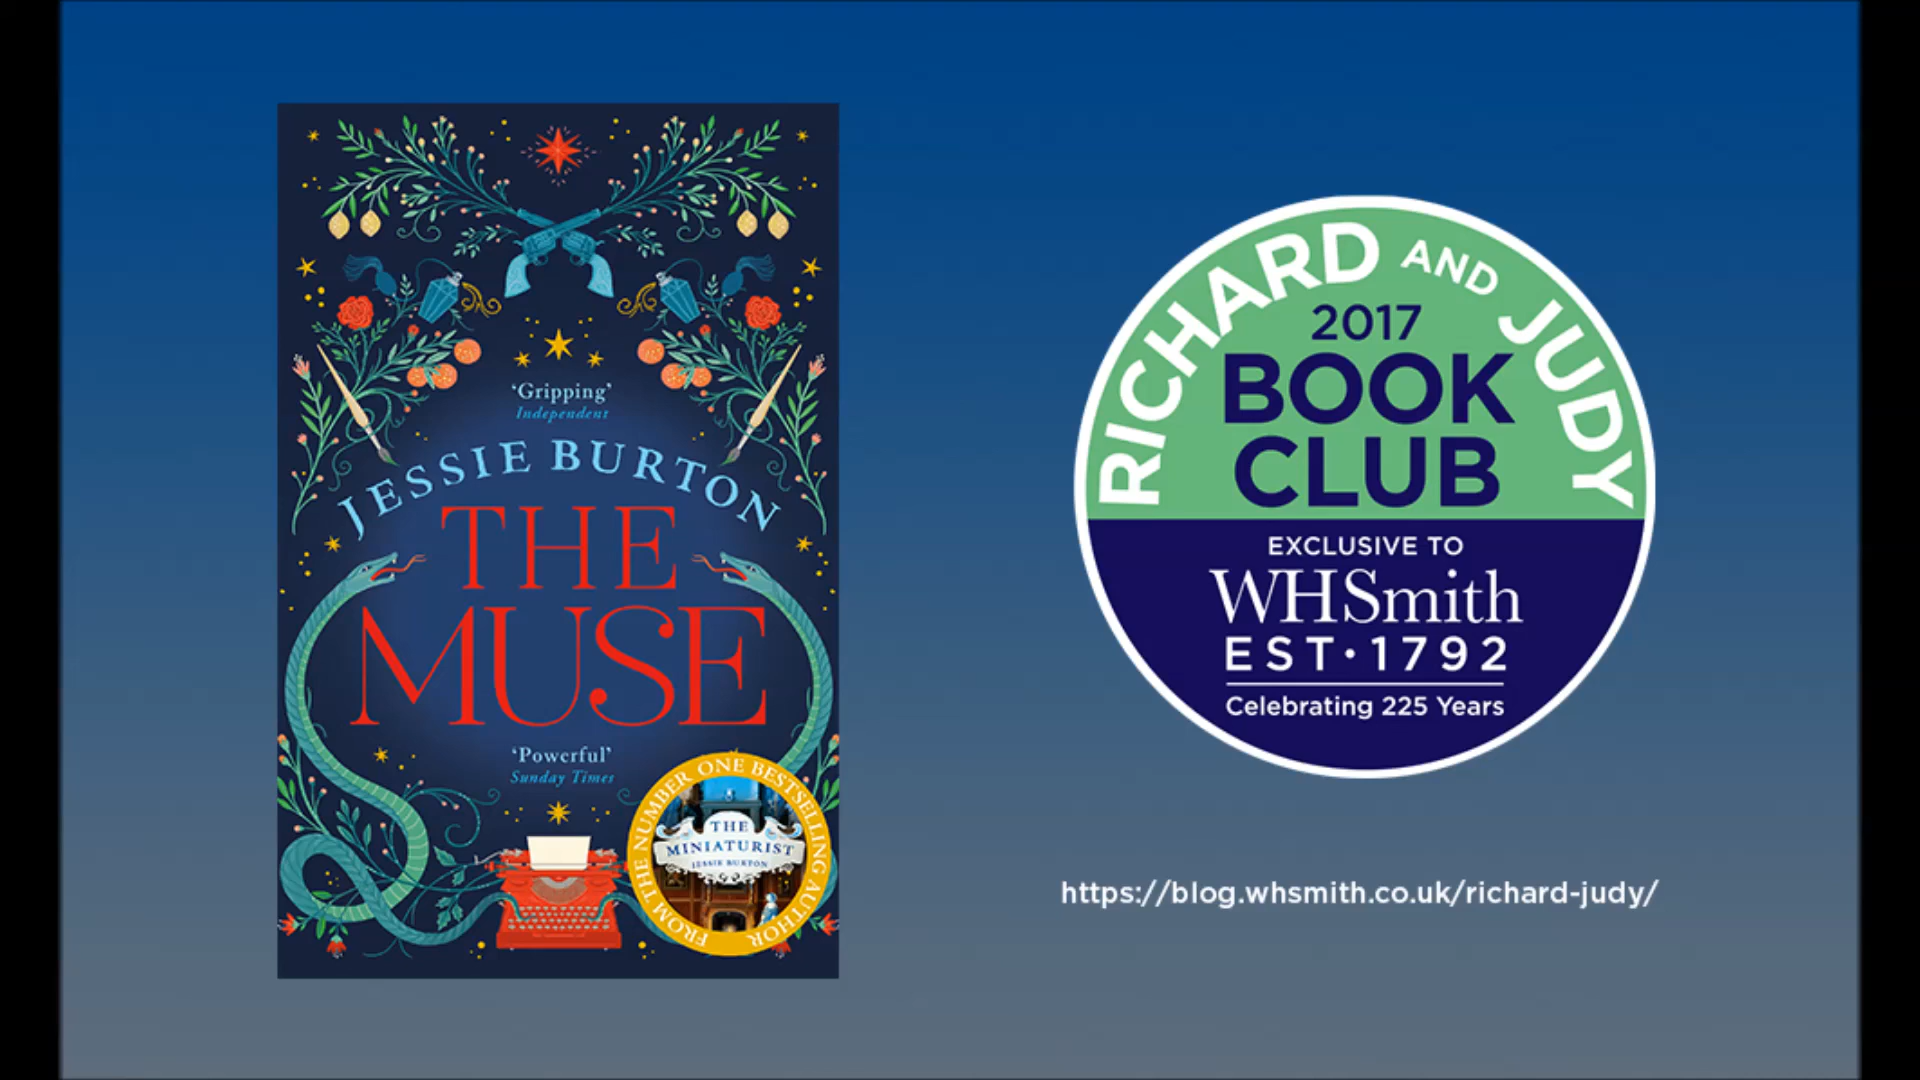 'Gripping'
Independent
JESSIE BURTON
THE
MUSE
'Powerful'
Sunday Times
FROM THE NUMBER ONE BESTSELLING AUTHOR
THE
MINIATURIST
JESSIE BURTON
RICHARD AND JUDY
2017
BOOK
CLUB
EXCLUSIVE TO
WHSmith
EST·1792
Celebrating 225 Years
https://blog.whsmith.co.uk/richard-judy/